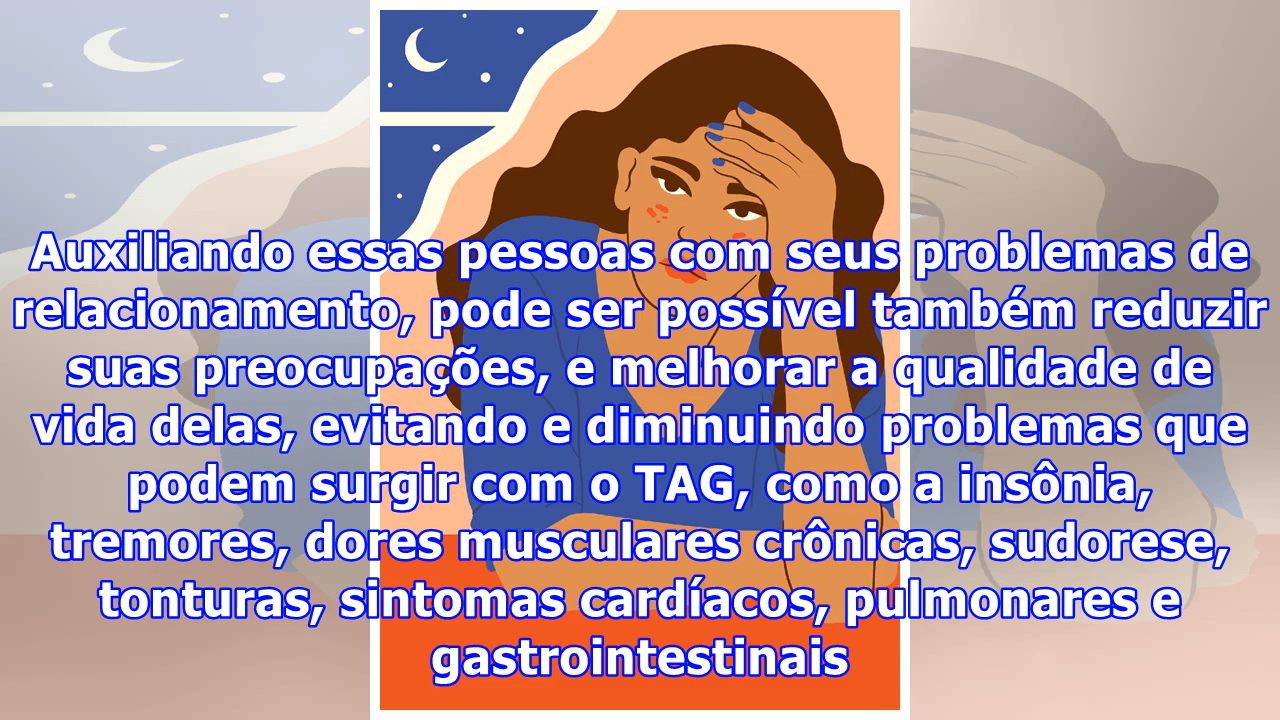 Auxiliando essas pessoas com seus problemas de
relacionamento, pode ser possível também reduzir
suas preocupações, e melhorar a qualidade de
vida delas, evitando e diminuindo problemas que
podem surgir com o TAG, como a insônia,
tremores, dores musculares crônicas, sudorese,
tonturas, sintomas cardíacos, pulmonares e
gastrointestinais